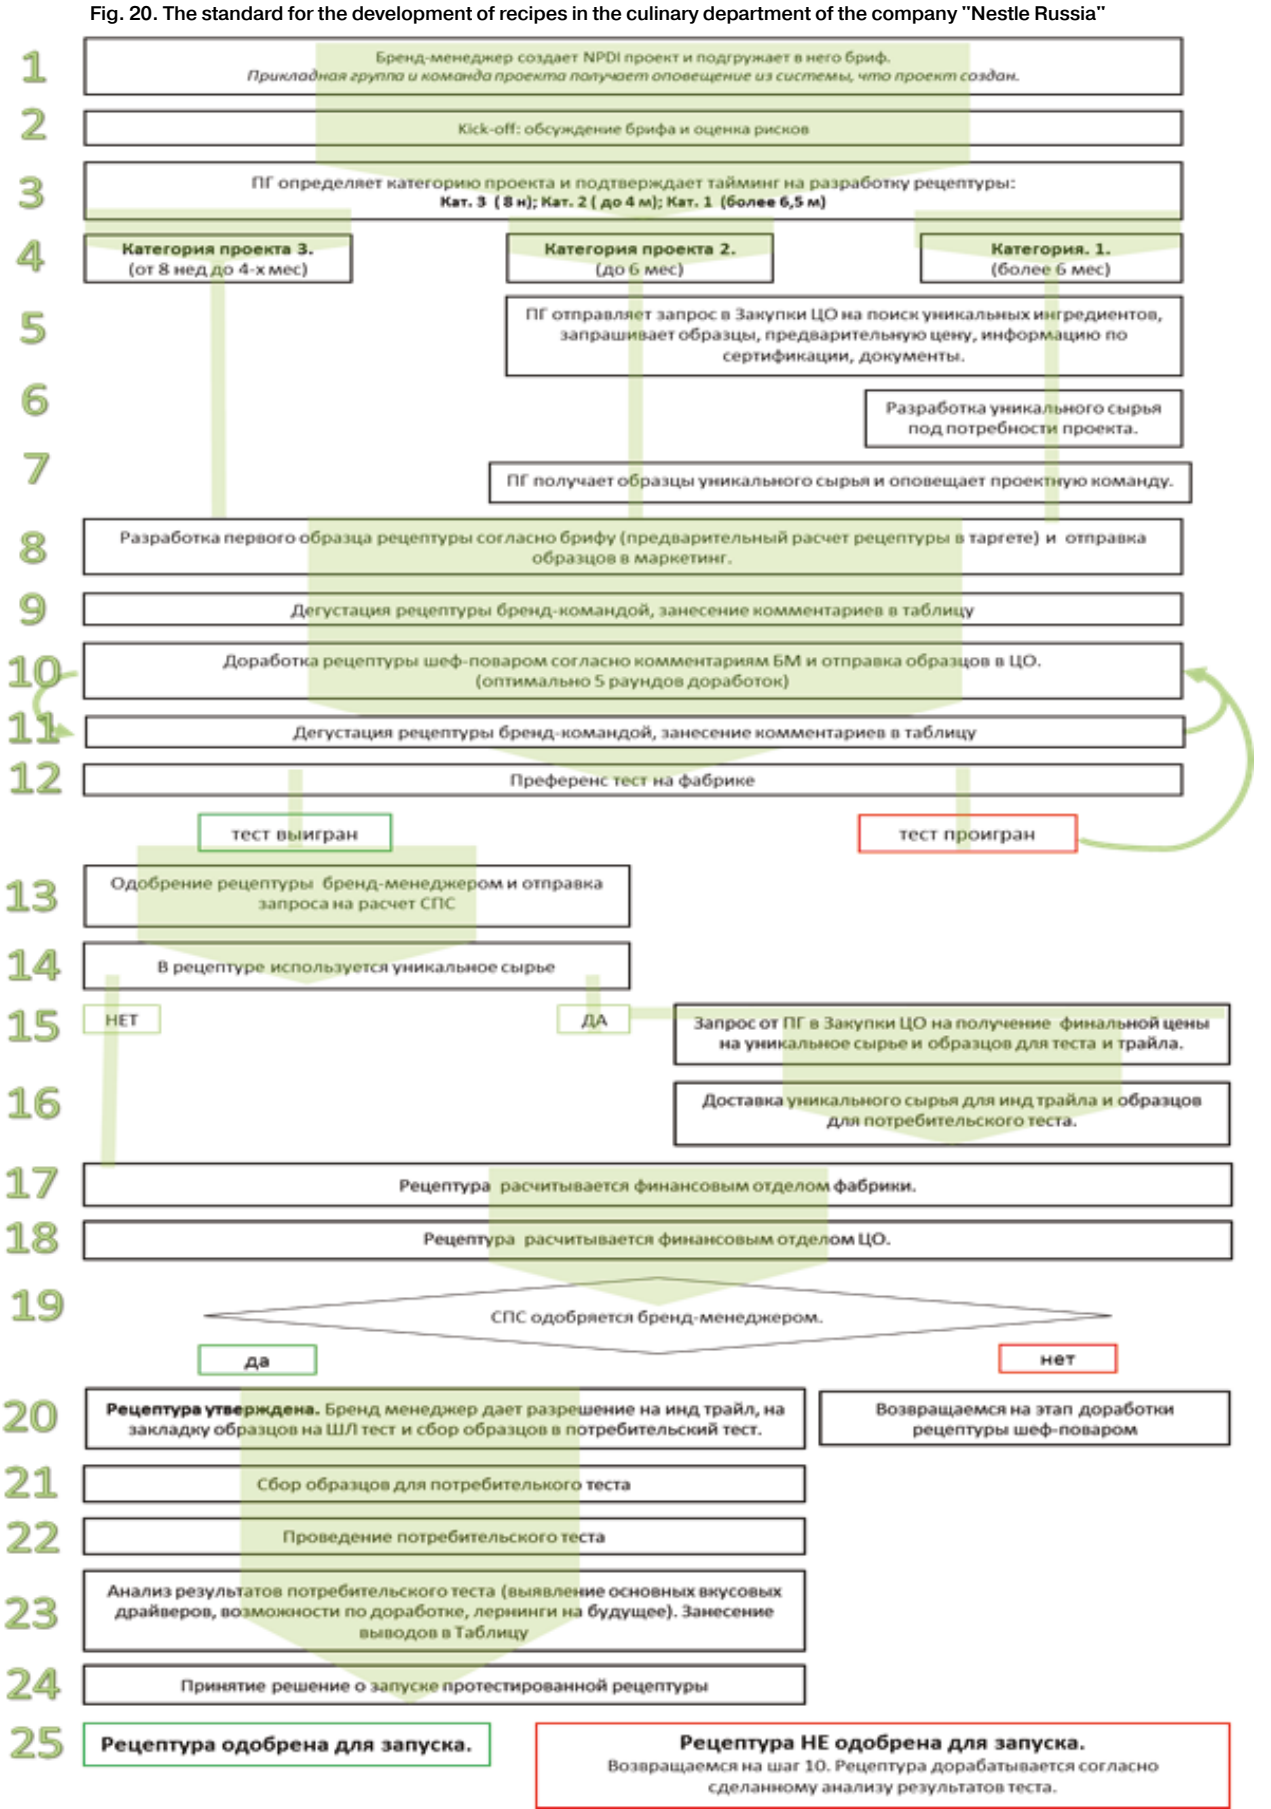 Fig. 20. The standard for the development of recipes in the culinary department of the company "Nestle Russia"
1
Бренд-менеджер создает NPDI проект и подгружает в него бриф.
Прикладная группа и команда проекта получает оповещение из системы, что проект создан.
2
Kick-off: обсуждение брифа и оценка рисков
3
ПГ определяет категорию проекта и подтверждает тайминг на разработку рецептуры:
Кат. 3 ( 8 н); Кат. 2 ( до 4 м); Кат. 1 (более 6,5 м)
4
Категория проекта 3.
(от 8 нед до 4-х мес)
Категория проекта 2.
(до 6 мес)
Категория. 1.
(более 6 мес)
5
ПГ отправляет запрос в Закупки ЦО на поиск уникальных ингредиентов,
запрашивает образцы, предварительную цену, информацию по
сертификации, документы.
6
Разработка уникального сырья
под потребности проекта.
7
ПГ получает образцы уникального сырья и оповещает проектную команду.
8
Разработка первого образца рецептуры согласно брифу (предварительный расчет рецептуры в таргете) и отправка
образцов в маркетинг.
9
Дегустация рецептуры бренд-командой, занесение комментариев в таблицу
10
Доработка рецептуры шеф-поваром согласно комментариям БМ и отправка образцов в ЦО.
(оптимально 5 раундов доработок)
11
Дегустация рецептуры бренд-командой, занесение комментариев в таблицу
12
Преференс тест на фабрике
тест выигран
тест проигран
13
Одобрение рецептуры бренд-менеджером и отправка
запроса на расчет СПС
14
В рецептуре используется уникальное сырье
15
НЕТ
ДА
Запрос от ПГ в Закупки ЦО на получение финальной цены
на уникальное сырье и образцов для теста и трайла.
16
Доставка уникального сырья для инд трайла и образцов
для потребительского теста.
17
Рецептура расчитывается финансовым отделом фабрики.
18
Рецептура расчитывается финансовым отделом ЦО.
19
СПС одобряется бренд-менеджером.
да
нет
20
Рецептура утверждена. Бренд менеджер дает разрешение на инд трайл, на
закладку образцов на ШЛ тест и сбор образцов в потребительский тест.
Возвращаемся на этап доработки
рецептуры шеф-поваром
21
Сбор образцов для потребителького теста
22
Проведение потребительского теста
23
Анализ результатов потребительского теста (выявление основных вкусовых
драйверов, возможности по доработке, лернинги на будущее). Занесение
выводов в Таблицу
24
Принятие решение о запуске протестированной рецептуры
25
Рецептура одобрена для запуска.
Рецептура НЕ одобрена для запуска.
Возвращаемся на шаг 10. Рецептура дорабатывается согласно
сделанному анализу результатов теста.